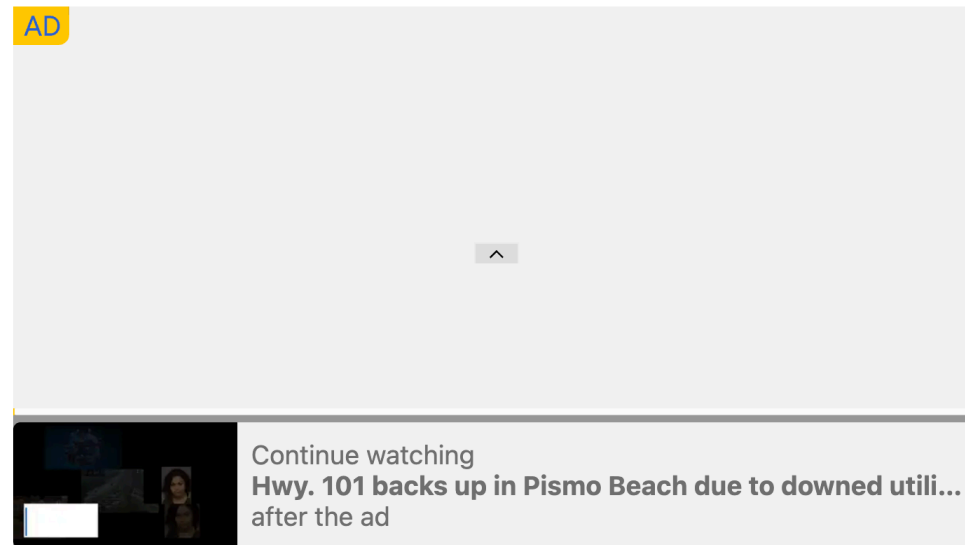 AD
Continue watching
Hwy. 101 backs up in Pismo Beach due to downed utili...
after the ad